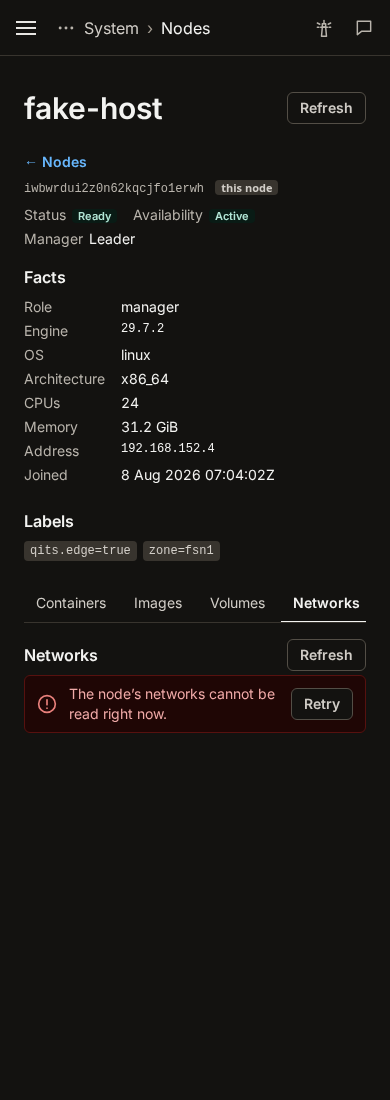 System › Nodes
fake-host
Refresh
← Nodes
iwbwrdui2z0n62kqcjfo1erwh this node
Status Ready Availability Active
Manager Leader
Facts
Role manager
Engine 29.7.2
OS linux
Architecture x86_64
CPUs 24
Memory 31.2 GiB
Address 192.168.152.4
Joined 8 Aug 2026 07:04:02Z
Labels
qits.edge=true zone=fsn1
Containers Images Volumes Networks
Networks Refresh
The node’s networks cannot be
read right now.
Retry